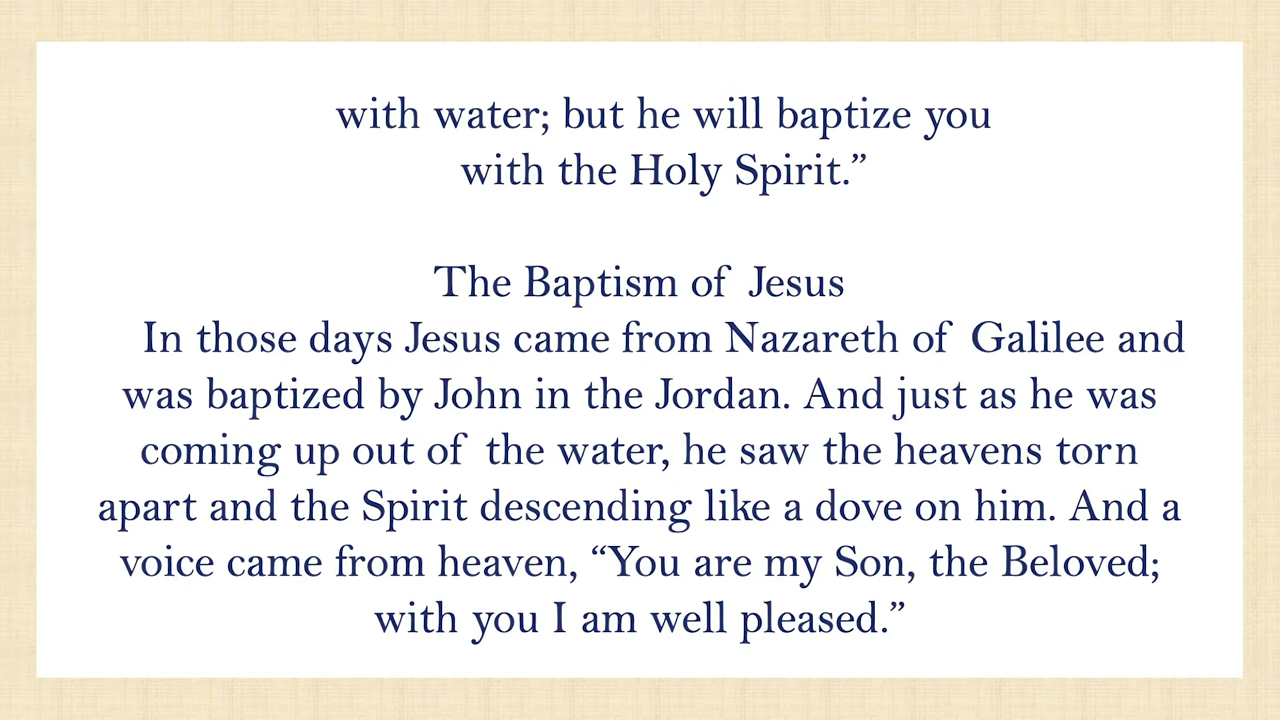 with water; but he will baptize you
with the Holy Spirit.”
The Baptism of Jesus
In those days Jesus came from Nazareth of Galilee and
was baptized by John in the Jordan. And just as he was
coming up out of the water, he saw the heavens torn
apart and the Spirit descending like a dove on him. And a
voice came from heaven, “You are my Son, the Beloved;
with you I am well pleased.”